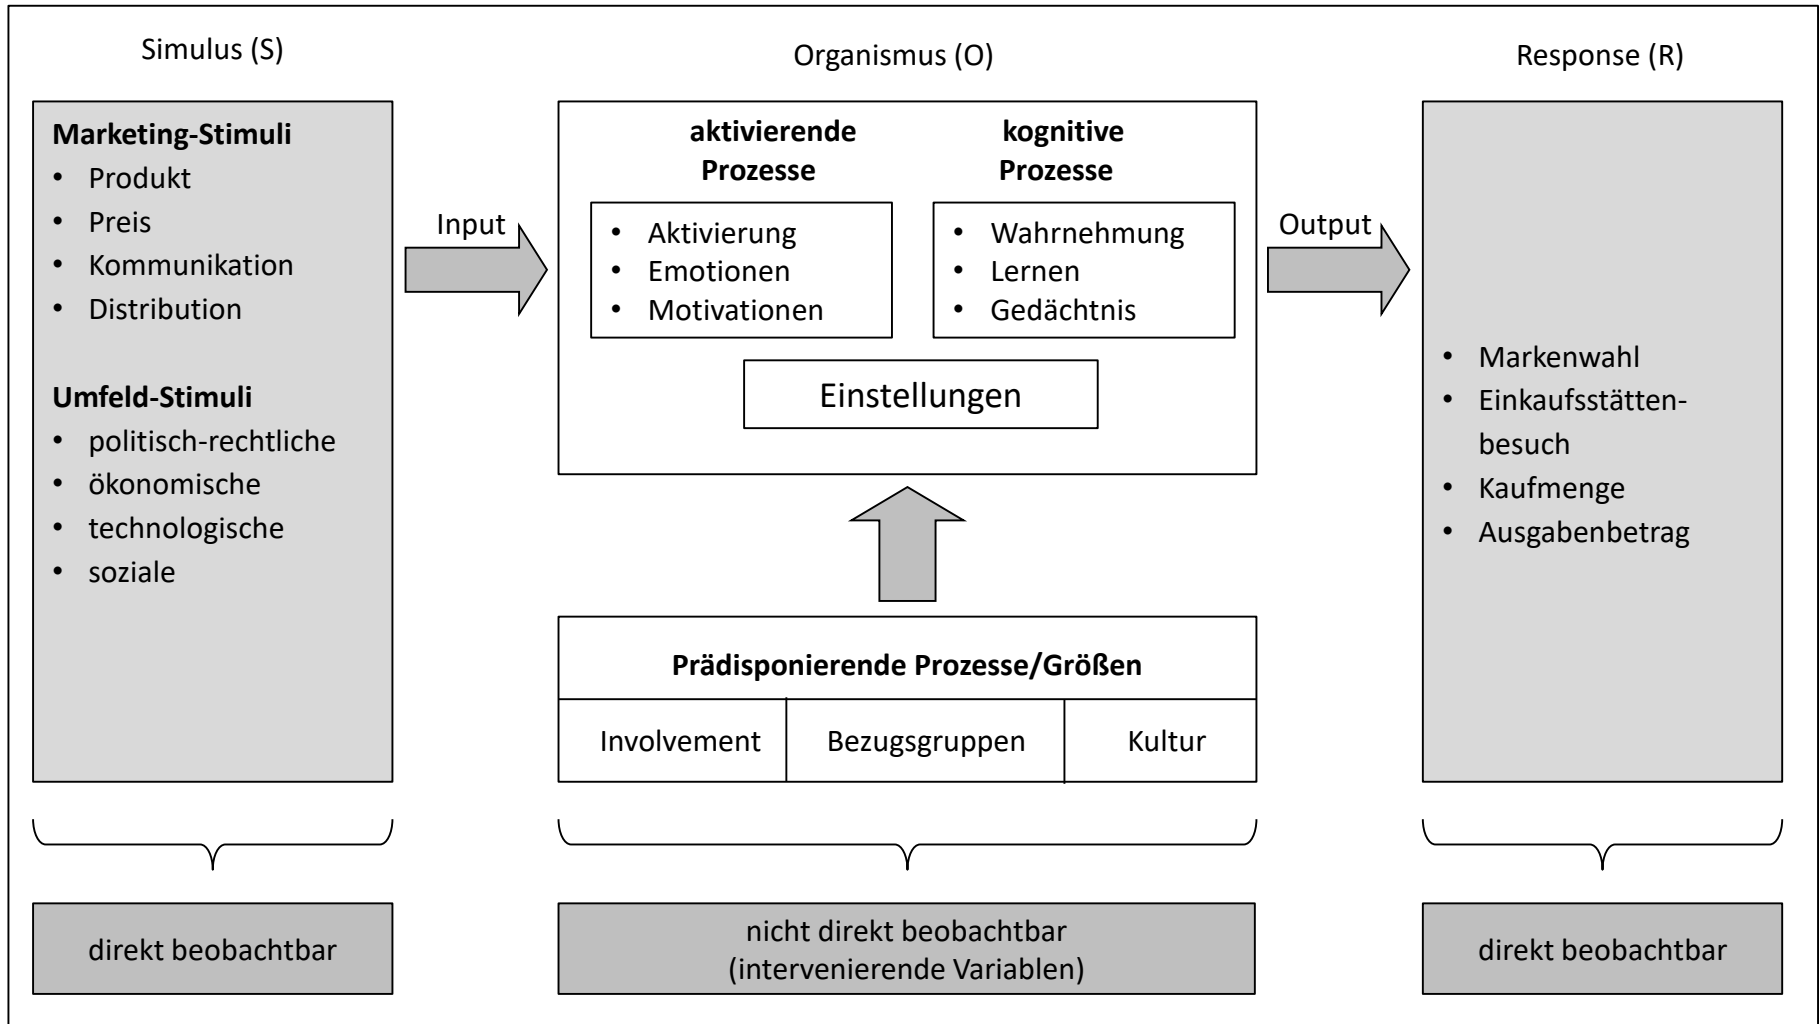 Simulus (S)
Organismus (O)
Response (R)
Marketing-Stimuli
• Produkt
• Preis
• Kommunikation
• Distribution
Umfeld-Stimuli
• politisch-rechtliche
• ökonomische
• technologische
• soziale
Input
aktivierende
Prozesse
• Aktivierung
• Emotionen
• Motivationen
kognitive
Prozesse
• Wahrnehmung
• Lernen
• Gedächtnis
Einstellungen
Output
• Markenwahl
• Einkaufsstätten-
besuch
• Kaufmenge
• Ausgabenbetrag
Prädisponierende Prozesse/Größen
Involvement
Bezugsgruppen
Kultur
direkt beobachtbar
nicht direkt beobachtbar
(intervenierende Variablen)
direkt beobachtbar